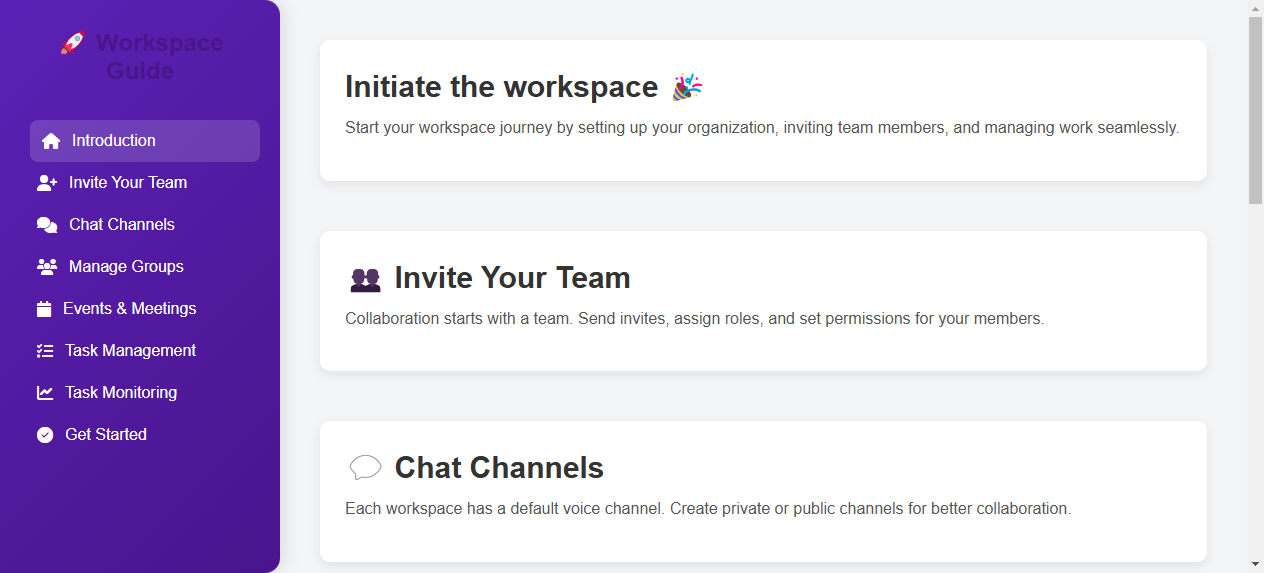 🚀 Workspace
Guide
Introduction
Invite Your Team
Chat Channels
Manage Groups
Events & Meetings
Task Management
Task Monitoring
Get Started
Initiate the workspace 🎉
Start your workspace journey by setting up your organization, inviting team members, and managing work seamlessly.
👥 Invite Your Team
Collaboration starts with a team. Send invites, assign roles, and set permissions for your members.
💬 Chat Channels
Each workspace has a default voice channel. Create private or public channels for better collaboration.